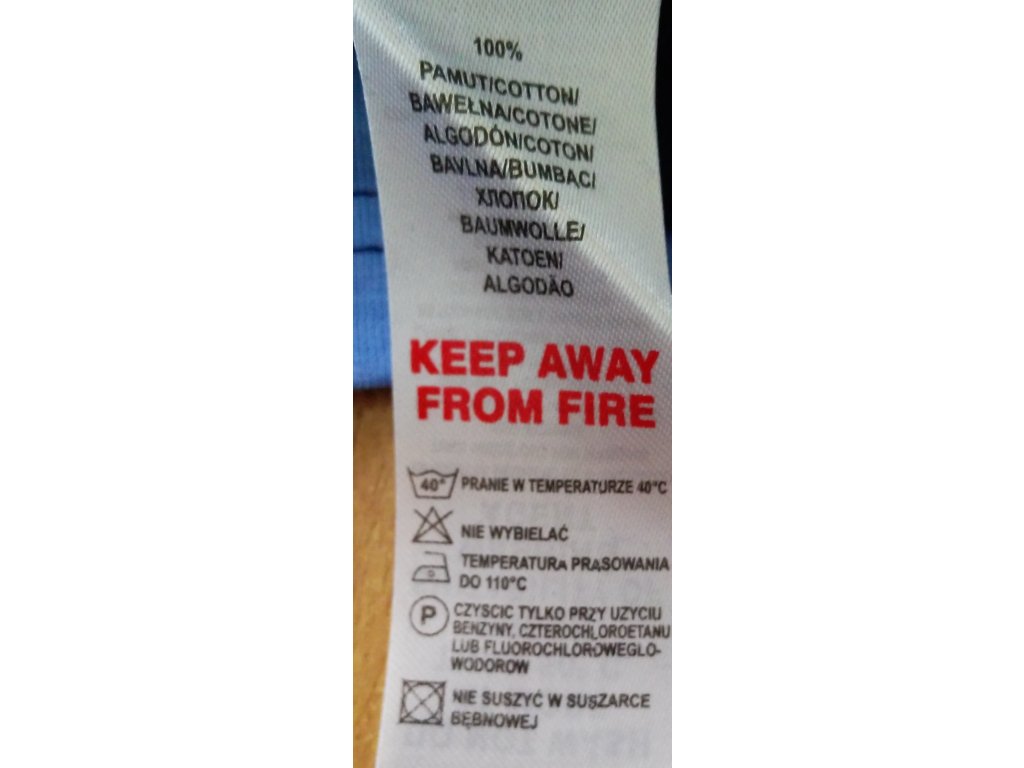 100%
PAMUT/COTTON/
BAWEŁNA/COTONE/
ALGODÓN/COTON/
BAVLNA/BUMBAC/
ХЛОПОК/
BAUMWOLLE/
KATOEN/
ALGODÃO
KEEP AWAY
FROM FIRE
40° PRANIE W TEMPERATURZE 40°C
NIE WYBIELAĆ
TEMPERATURA PRASOWANIA
DO 110°C
P CZYSCIC TYLKO PRZY UZYCIU
BENZYNY, CZTEROCHLOROETANU
LUB FLUOROCHLOROWEGLO-
WODOROW
NIE SUSZYĆ W SUSZARCE
BĘBNOWEJ